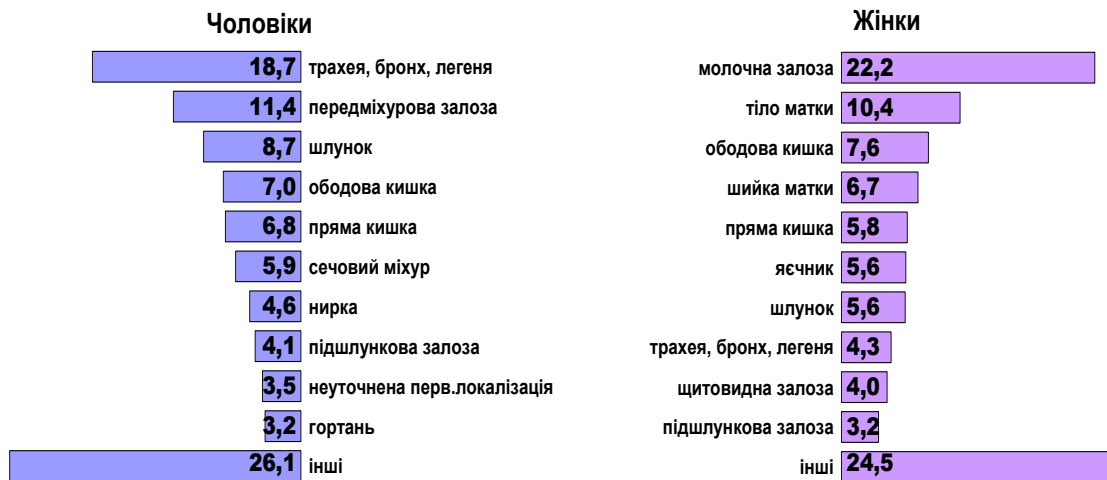 Чоловіки
18,7 трахея, бронх, легеня
11,4 передміхурова залоза
8,7 шлунок
7,0 ободова кишка
6,8 пряма кишка
5,9 сечовий міхур
4,6 нирка
4,1 підшлункова залоза
3,5 неуточнена перв.локалізація
3,2 гортань
26,1 інші
Жінки
молочна залоза 22,2
тіло матки 10,4
ободова кишка 7,6
шийка матки 6,7
пряма кишка 5,8
яєчник 5,6
шлунок 5,6
трахея, бронх, легеня 4,3
щитовидна залоза 4,0
підшлункова залоза 3,2
інші 24,5